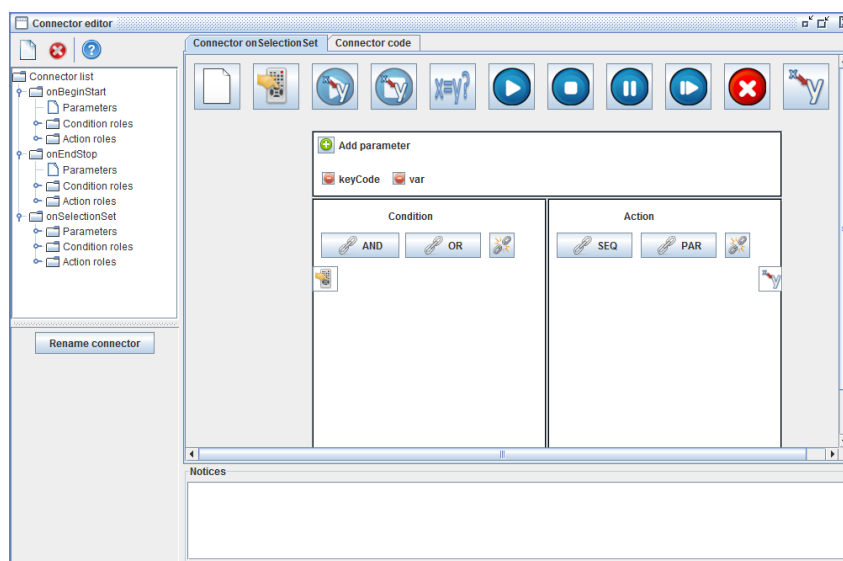 Connector editor
Connector onSelectionSet
Connector code
Connector list
onBeginStart
Parameters
Condition roles
Action roles
onEndStop
Parameters
Condition roles
Action roles
onSelectionSet
Parameters
Condition roles
Action roles
Rename connector
x y
x y
x=y?
x y
Add parameter
keyCode
var
Condition
Action
AND
OR
SEQ
PAR
x y
Notices